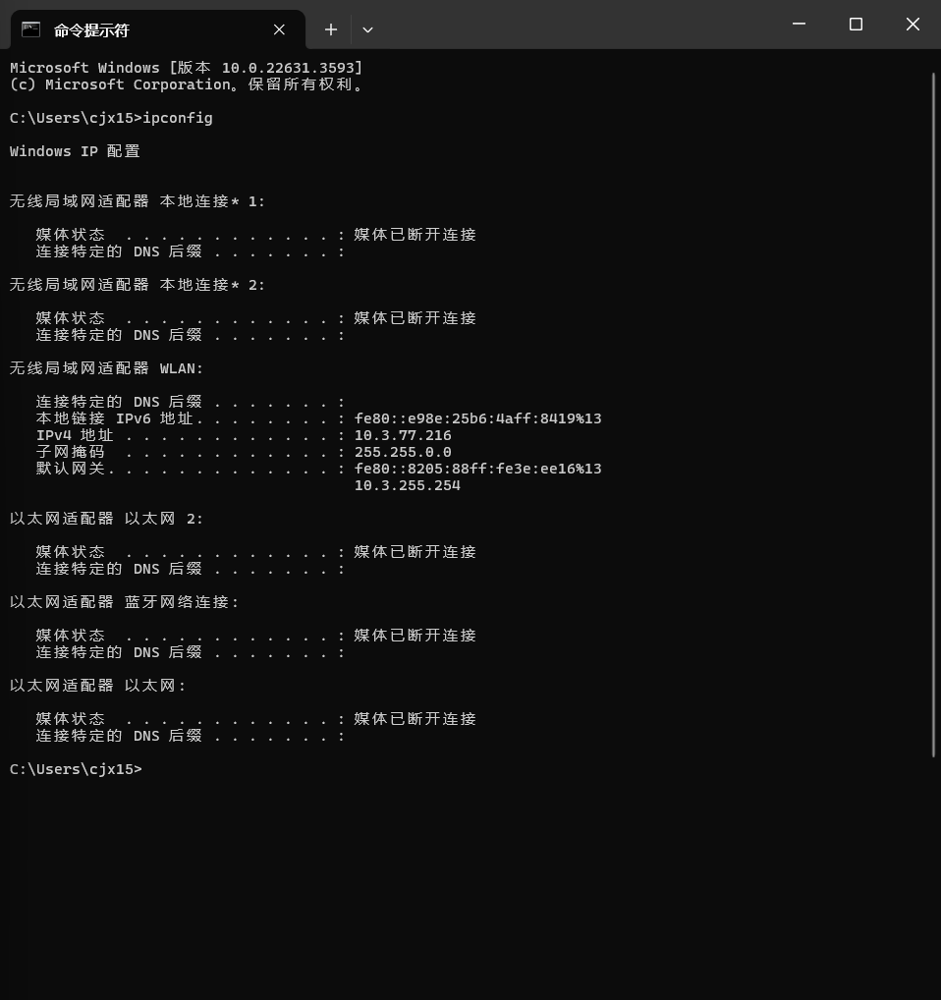 命令提示符
Microsoft Windows [版本 10.0.22631.3593]
(c) Microsoft Corporation。保留所有权利。
C:\Users\cjx15>ipconfig
Windows IP 配置
无线局域网适配器 本地连接* 1:
媒体状态  . . . . . . . . . . . . : 媒体已断开连接
连接特定的 DNS 后缀 . . . . . . . :
无线局域网适配器 本地连接* 2:
媒体状态  . . . . . . . . . . . . : 媒体已断开连接
连接特定的 DNS 后缀 . . . . . . . :
无线局域网适配器 WLAN:
连接特定的 DNS 后缀 . . . . . . . :
本地链接 IPv6 地址. . . . . . . . : fe80::e98e:25b6:4aff:8419%13
IPv4 地址 . . . . . . . . . . . . : 10.3.77.216
子网掩码  . . . . . . . . . . . . : 255.255.0.0
默认网关. . . . . . . . . . . . . : fe80::8205:88ff:fe3e:ee16%13
10.3.255.254
以太网适配器 以太网 2:
媒体状态  . . . . . . . . . . . . : 媒体已断开连接
连接特定的 DNS 后缀 . . . . . . . :
以太网适配器 蓝牙网络连接:
媒体状态  . . . . . . . . . . . . : 媒体已断开连接
连接特定的 DNS 后缀 . . . . . . . :
以太网适配器 以太网:
媒体状态  . . . . . . . . . . . . : 媒体已断开连接
连接特定的 DNS 后缀 . . . . . . . :
C:\Users\cjx15>